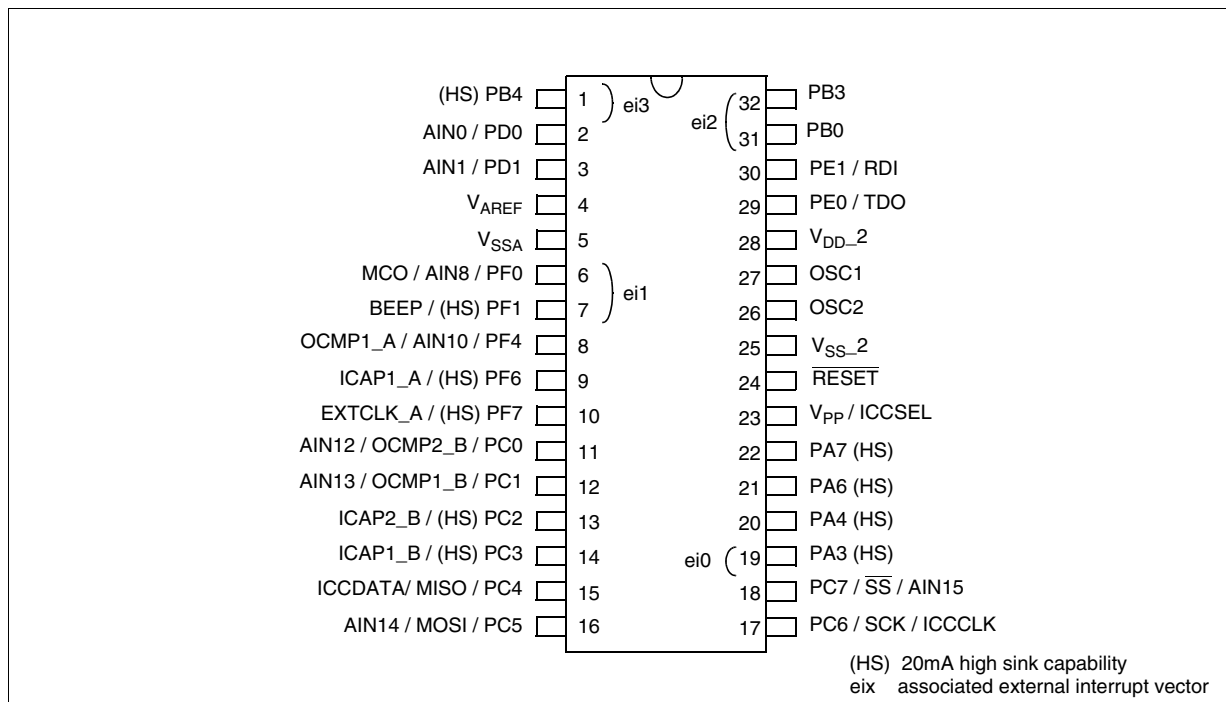 (HS) PB4 1 ei3 ei2 32 PB3
AIN0 / PD0 2 31 PB0
AIN1 / PD1 3 30 PE1 / RDI
VAREF 4 29 PE0 / TDO
VSSA 5 28 VDD_2
MCO / AIN8 / PF0 6 27 OSC1
ei1
BEEP / (HS) PF1 7 26 OSC2
OCMP1_A / AIN10 / PF4 8 25 VSS_2
ICAP1_A / (HS) PF6 9 24 RESET
EXTCLK_A / (HS) PF7 10 23 VPP / ICCSEL
AIN12 / OCMP2_B / PC0 11 22 PA7 (HS)
AIN13 / OCMP1_B / PC1 12 21 PA6 (HS)
ICAP2_B / (HS) PC2 13 20 PA4 (HS)
ICAP1_B / (HS) PC3 14 ei0 19 PA3 (HS)
ICCDATA/ MISO / PC4 15 18 PC7 / SS / AIN15
AIN14 / MOSI / PC5 16 17 PC6 / SCK / ICCCLK
(HS) 20mA high sink capability
eix associated external interrupt vector